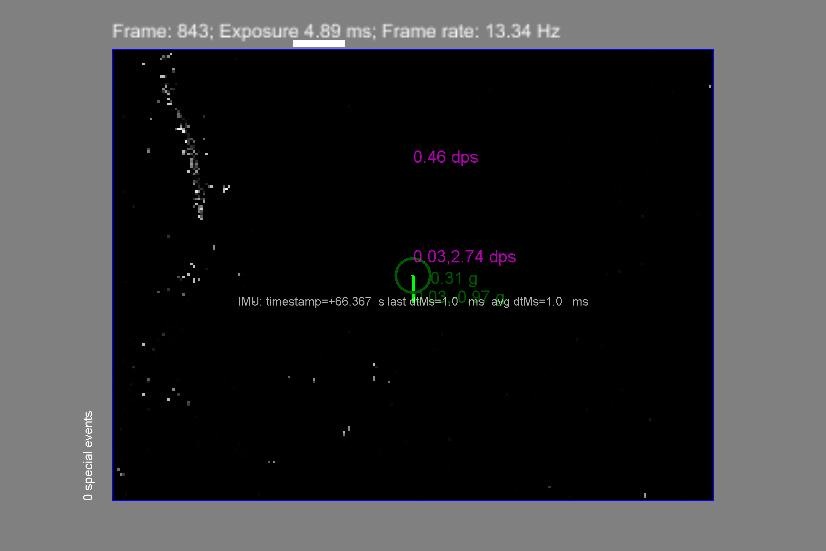 Frame: 843; Exposure 4.89 ms; Frame rate: 13.34 Hz
0.46 dps
0.03,2.74 dps
0.31 g
0.97 g
IMU: timestamp=+66.367 s last dtMs=1.0 ms avg dtMs=1.0 ms
0 special events